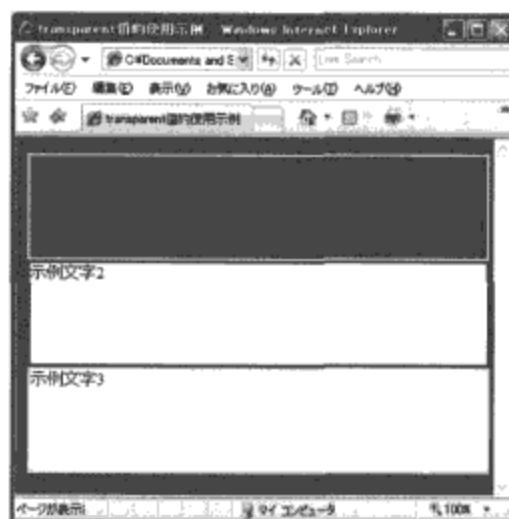 transparent值的使用示例 - Windows Internet Explorer
C:\Documents and S
Live Search
ファイル(F) 編集(E) 表示(V) お気に入り(A) ツール(T) ヘルプ(H)
transparent值的使用示例
示例文字2
示例文字3
ページが表示 マイ コンピュータ 100%